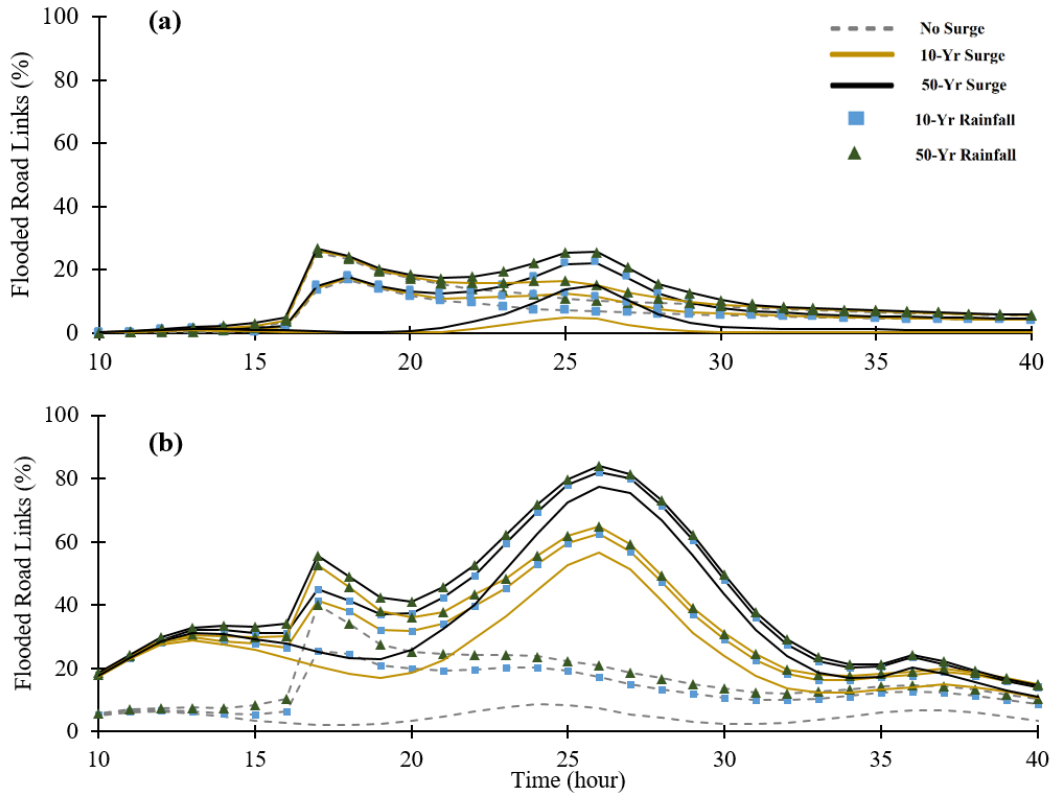 100
(a)
No Surge
10-Yr Surge
80
50-Yr Surge
10-Yr Rainfall
60
50-Yr Rainfall
40
20
0
Flooded Road Links (%)
10 15 20 25 30 35 40
100
(b)
80
60
40
20
0
Flooded Road Links (%)
10 15 20 25 30 35 40
Time (hour)